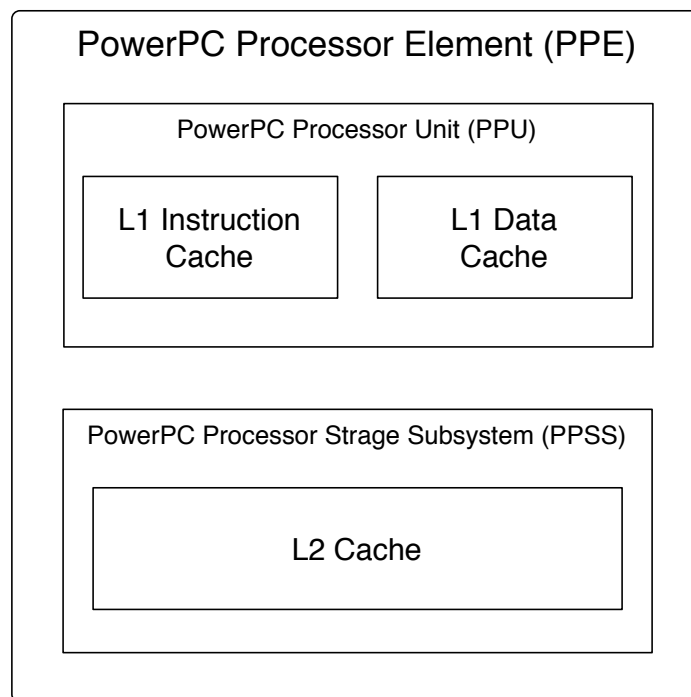 PowerPC Processor Element (PPE)
PowerPC Processor Unit (PPU)
L1 Instruction
Cache
L1 Data
Cache
PowerPC Processor Strage Subsystem (PPSS)
L2 Cache